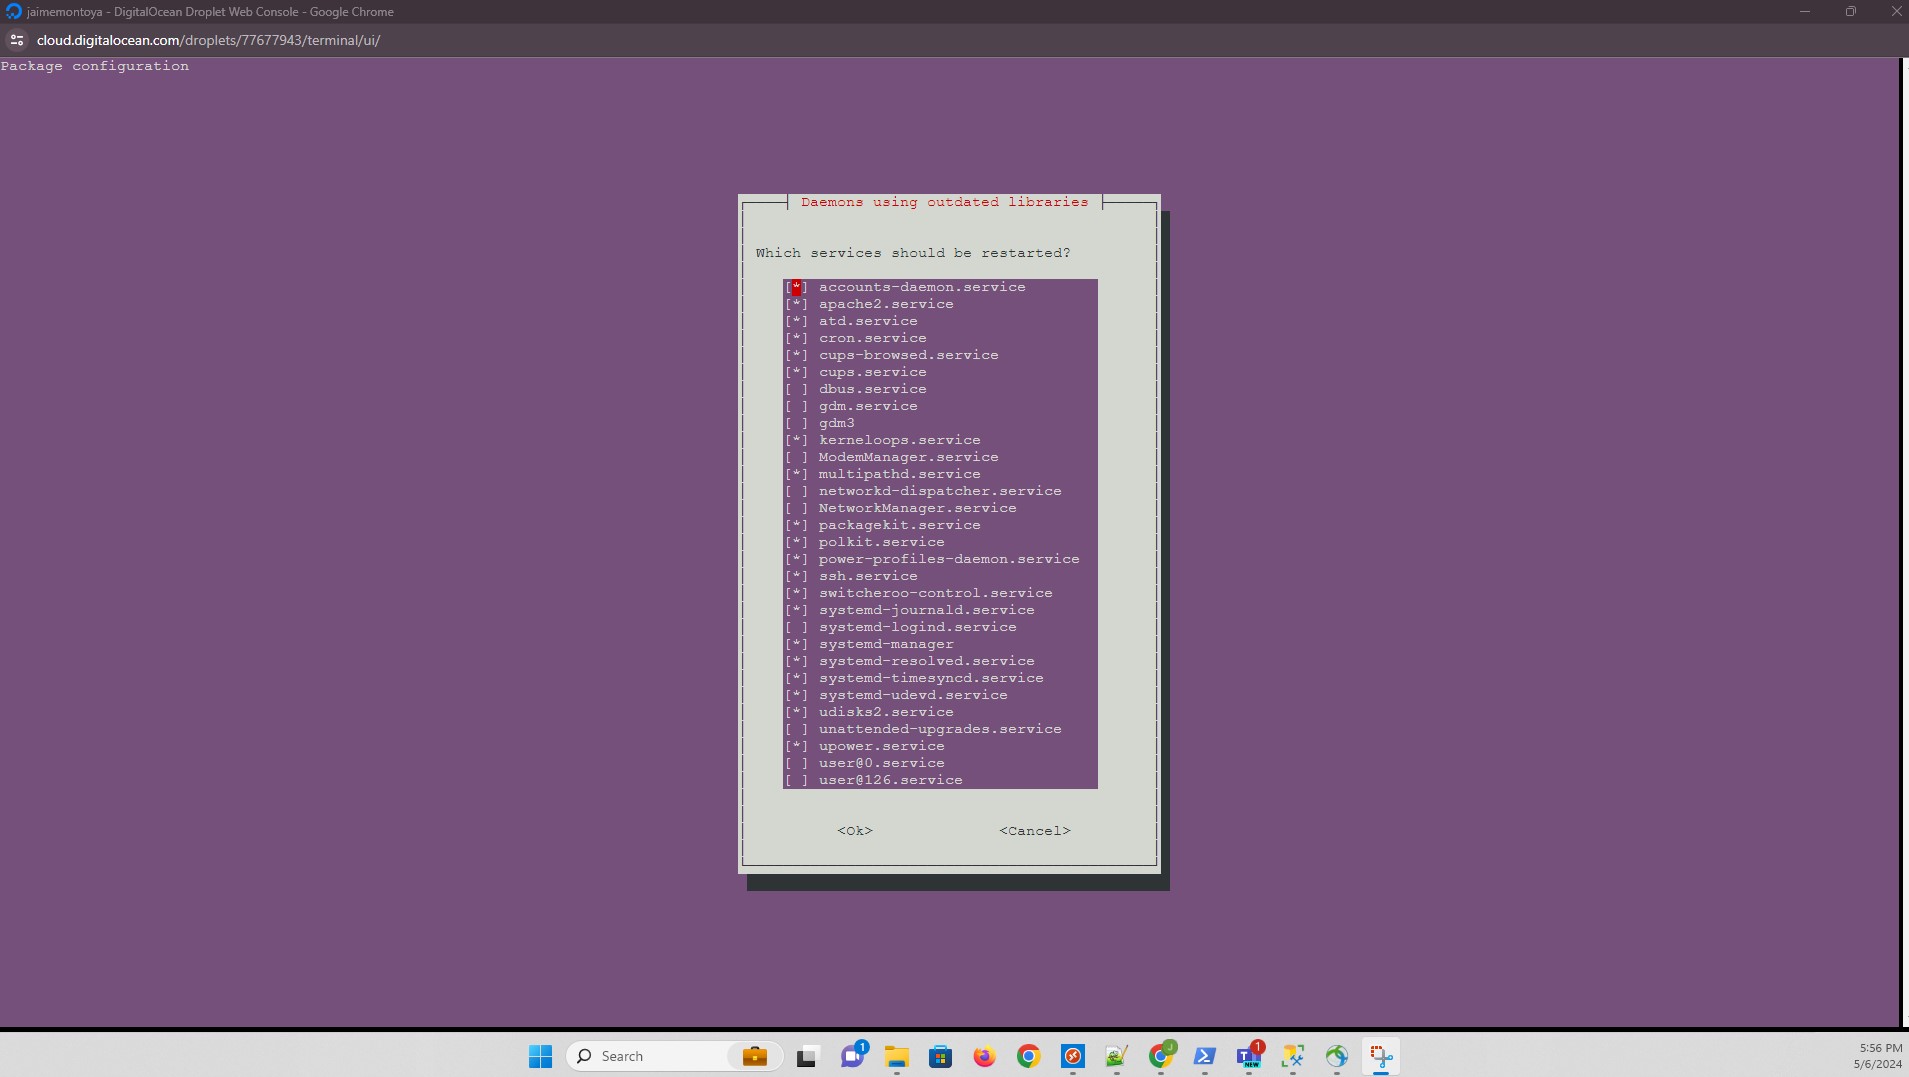 jaimemontoya - DigitalOcean Droplet Web Console - Google Chrome
cloud.digitalocean.com/droplets/77677943/terminal/ui/
Package configuration
Daemons using outdated libraries
Which services should be restarted?
[*] accounts-daemon.service
[*] apache2.service
[*] atd.service
[*] cron.service
[*] cups-browsed.service
[*] cups.service
[ ] dbus.service
[ ] gdm.service
[ ] gdm3
[*] kerneloops.service
[ ] ModemManager.service
[*] multipathd.service
[ ] networkd-dispatcher.service
[ ] NetworkManager.service
[*] packagekit.service
[*] polkit.service
[*] power-profiles-daemon.service
[*] ssh.service
[*] switcheroo-control.service
[*] systemd-journald.service
[ ] systemd-logind.service
[*] systemd-manager
[*] systemd-resolved.service
[*] systemd-timesyncd.service
[*] systemd-udevd.service
[*] udisks2.service
[ ] unattended-upgrades.service
[*] upower.service
[ ] user@0.service
[ ] user@126.service
<Ok> <Cancel>
Search
1
J
T
1
NEW
5:56 PM
5/6/2024